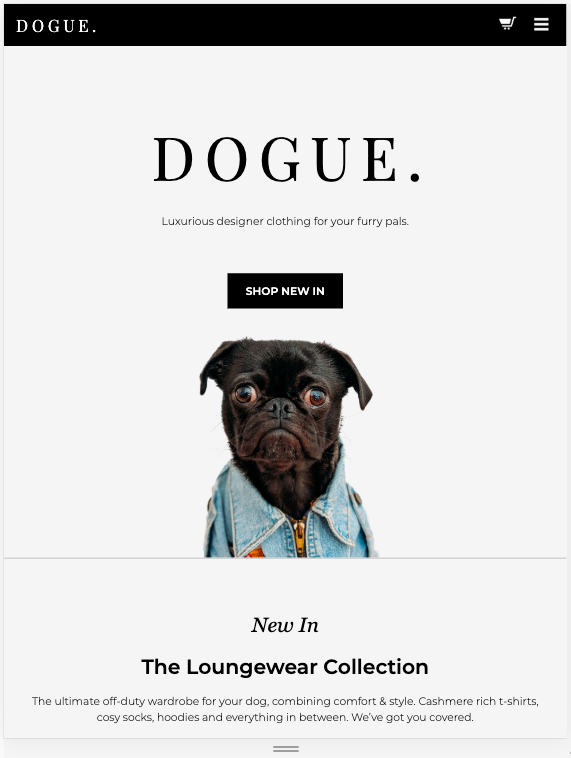 DOGUE.
DOGUE.
Luxurious designer clothing for your furry pals.
SHOP NEW IN
New In
The Loungewear Collection
The ultimate off-duty wardrobe for your dog, combining comfort & style. Cashmere rich t-shirts,
cosy socks, hoodies and everything in between. We’ve got you covered.